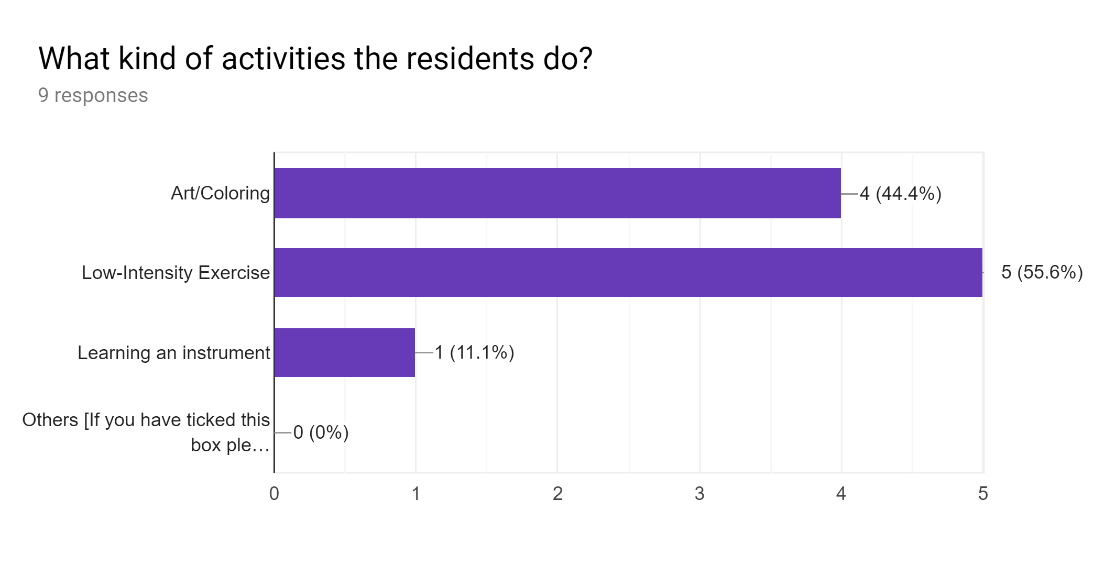 What kind of activities the residents do?
9 responses
Art/Coloring
4 (44.4%)
Low-Intensity Exercise
5 (55.6%)
Learning an instrument
1 (11.1%)
Others [If you have ticked this
box ple…
0 (0%)
0 1 2 3 4 5